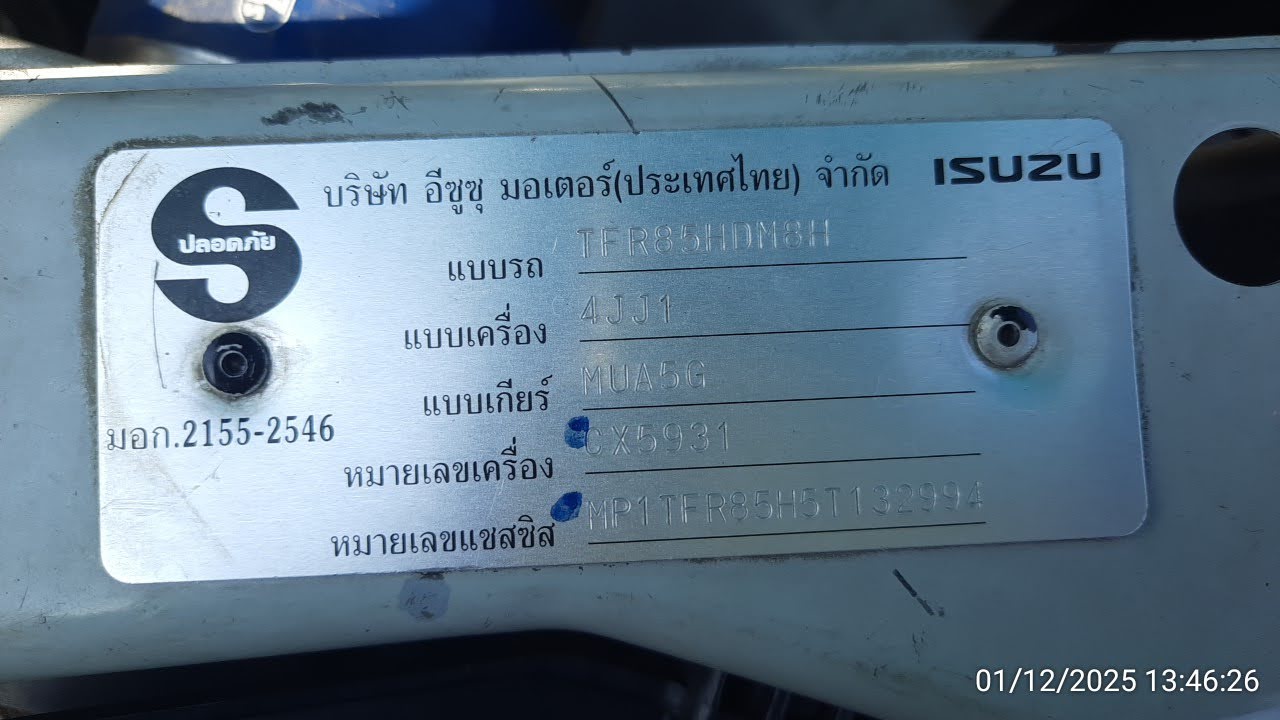 บริษัท อีซูซุ มอเตอร์(ประเทศไทย) จำกัด ISUZU
ปลอดภัย
แบบรถ TFR85HDM8H
แบบเครื่อง 4JJ1
แบบเกียร์ MUA5G
มอก.2155-2546
หมายเลขเครื่อง CX5931
หมายเลขแชสซิส MP1TFR85H5T132994
01/12/2025 13:46:26